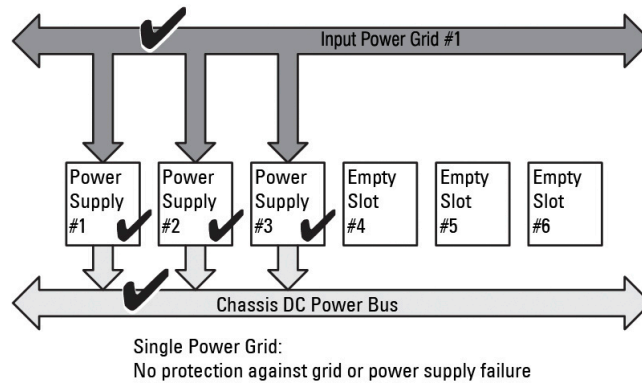 Input Power Grid #1
Power
Supply
#1
Power
Supply
#2
Power
Supply
#3
Empty
Slot
#4
Empty
Slot
#5
Empty
Slot
#6
Chassis DC Power Bus
Single Power Grid:
No protection against grid or power supply failure